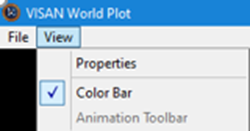 VISAN World Plot
File View
Properties
Color Bar
Animation Toolbar